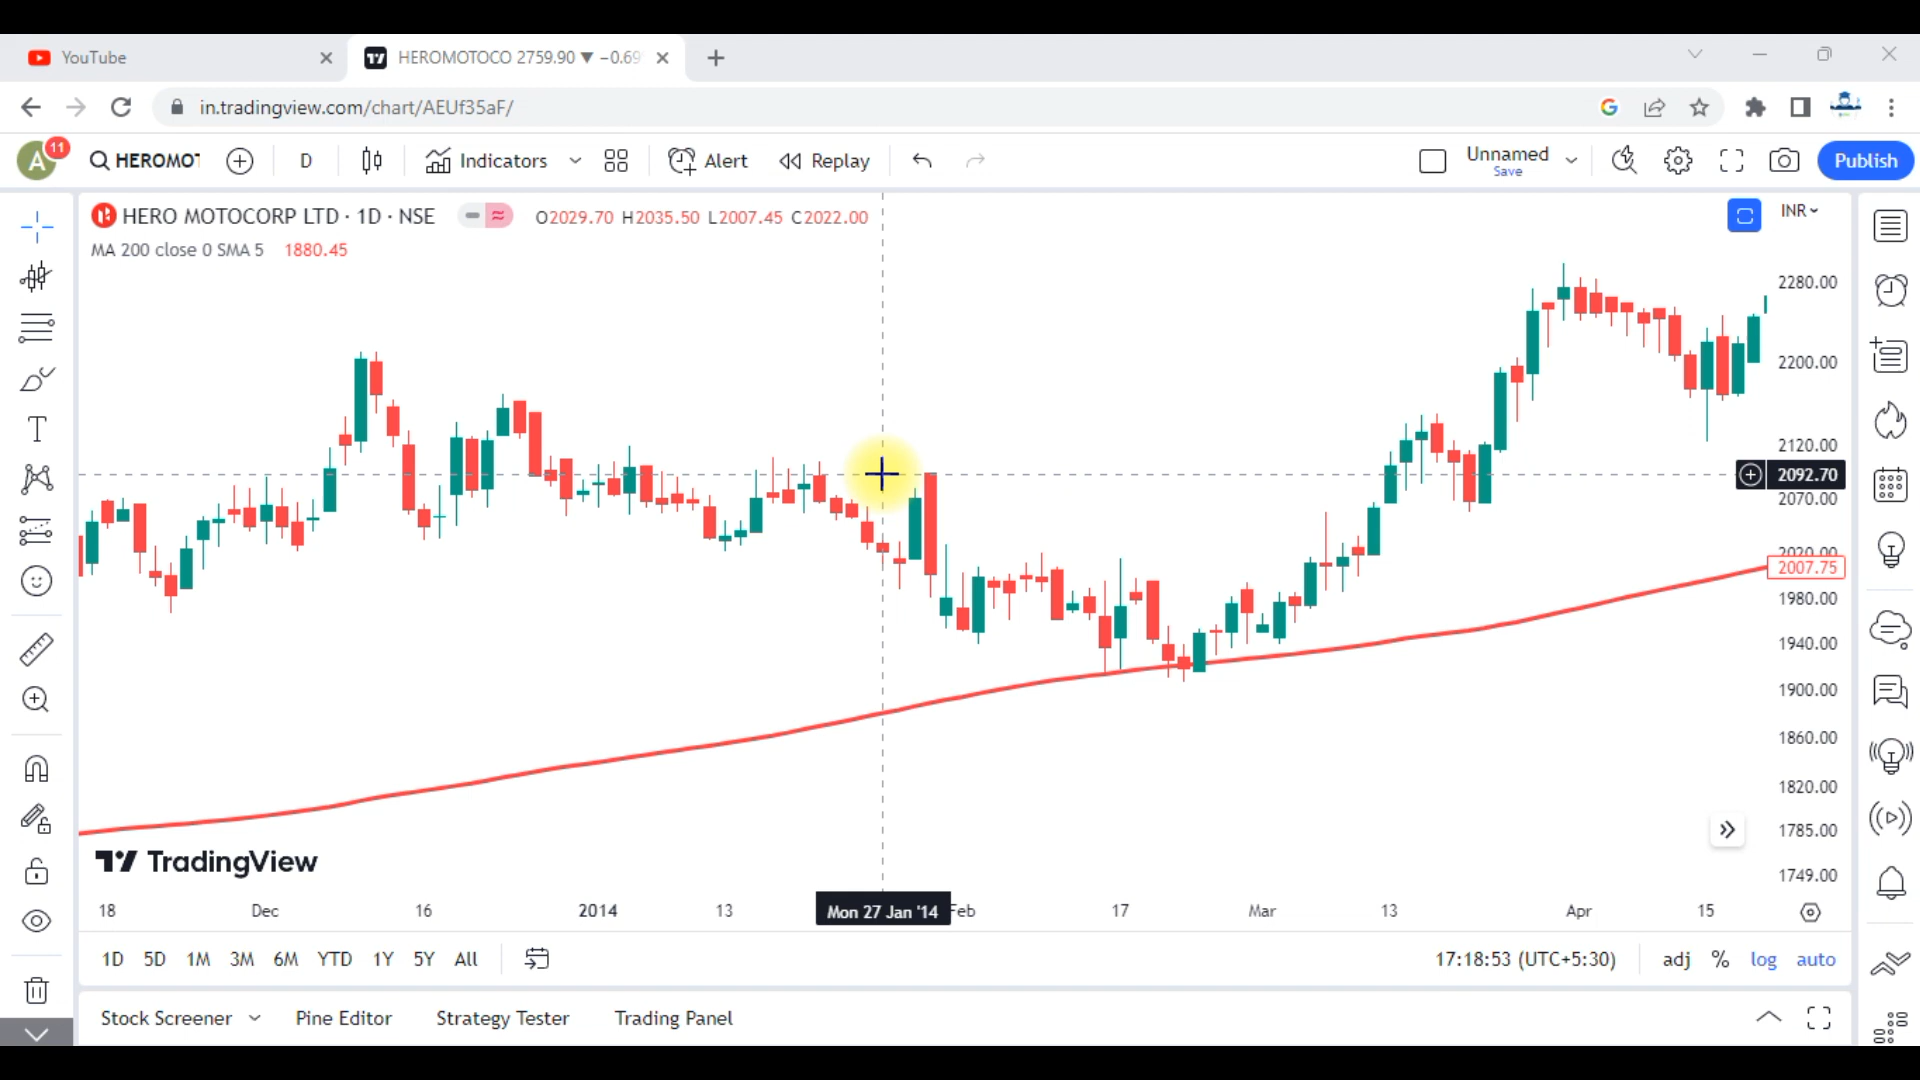 YouTube
HEROMOTOCO 2759.90 ▼ −0.69
in.tradingview.com/chart/AEUf35aF/
A
11
HEROMOT
D
Indicators
Alert
Replay
Unnamed
Save
Publish
HERO MOTOCORP LTD · 1D · NSE
O2029.70 H2035.50 L2007.45 C2022.00
INR
MA 200 close 0 SMA 5 1880.45
2280.00
2200.00
2120.00
2092.70
2070.00
2020.00
2007.75
1980.00
1940.00
1900.00
1860.00
1820.00
1785.00
1749.00
TradingView
18 Dec 16 2014 13 Mon 27 Jan '14 Feb 17 Mar 13 Apr 15
1D 5D 1M 3M 6M YTD 1Y 5Y All
17:18:53 (UTC+5:30) adj % log auto
Stock Screener Pine Editor Strategy Tester Trading Panel